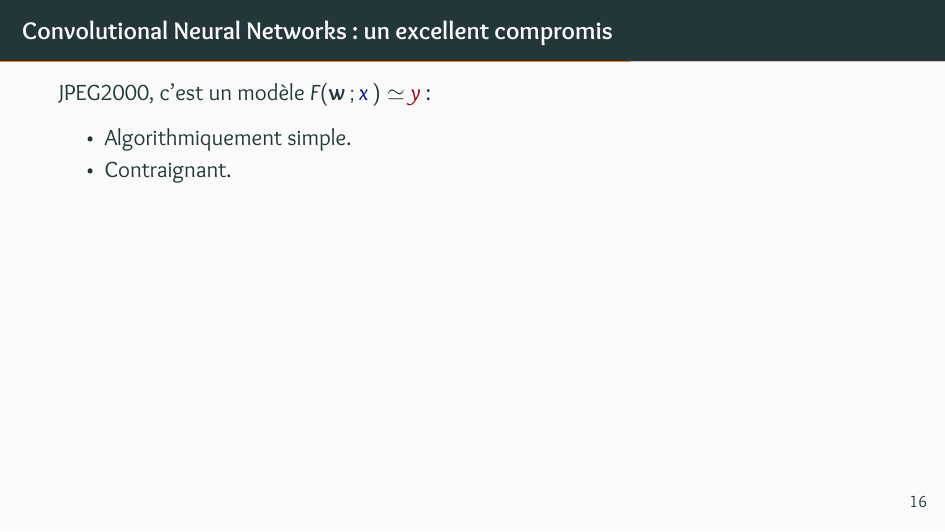 Convolutional Neural Networks : un excellent compromis
JPEG2000, c’est un modèle F(w ; x ) ≃ y :
• Algorithmiquement simple.
• Contraignant.
16